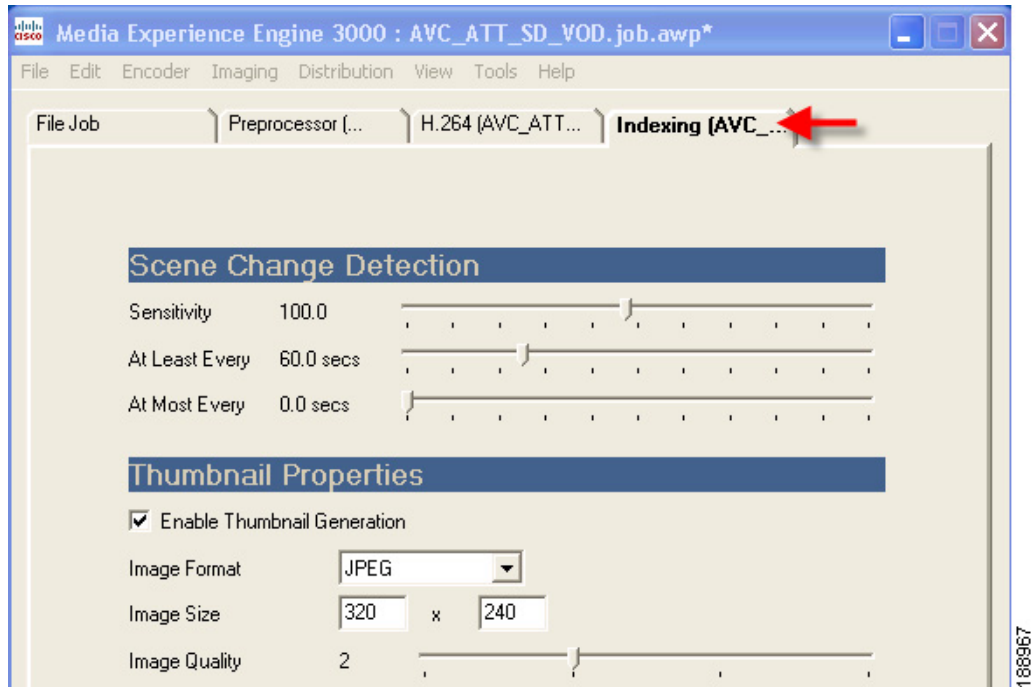 cisco Media Experience Engine 3000 : AVC_ATT_SD_VOD.job.awp*
File Edit Encoder Imaging Distribution View Tools Help
File Job Preprocessor (... H.264 (AVC_ATT... Indexing (AVC_...
Scene Change Detection
Sensitivity 100.0
At Least Every 60.0 secs
At Most Every 0.0 secs
Thumbnail Properties
Enable Thumbnail Generation
Image Format JPEG
Image Size 320 x 240
Image Quality 2
188967